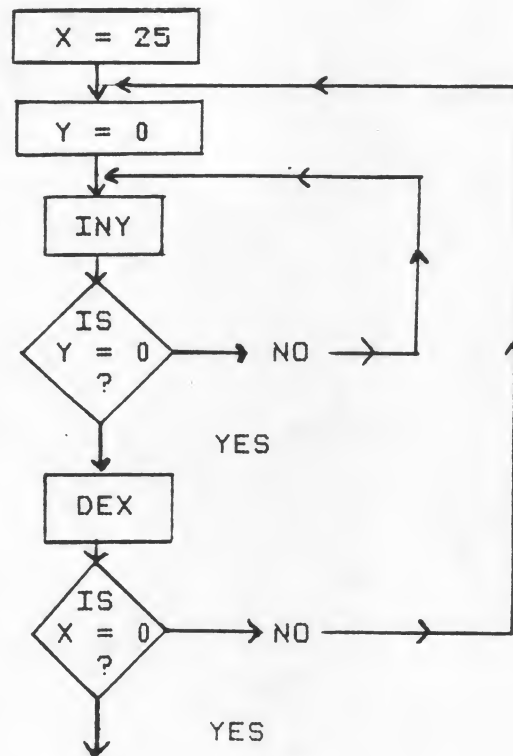 X = 25
Y = 0
INY
IS
Y = 0
?
NO
YES
DEX
IS
X = 0
?
NO
YES